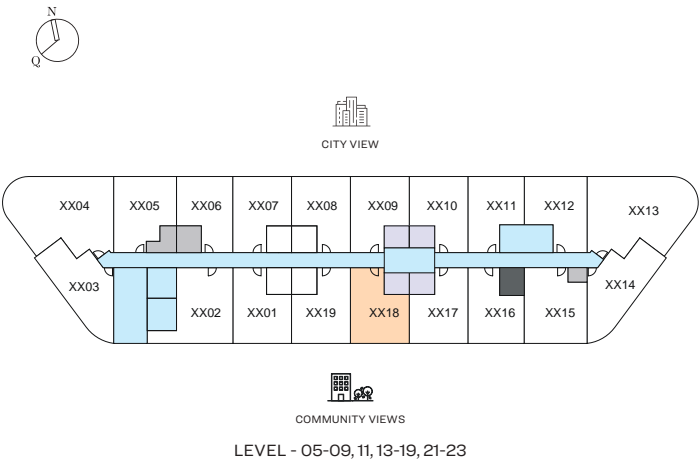 N
Q
CITY VIEW
XX04 XX05 XX06 XX07 XX08 XX09 XX10 XX11 XX12 XX13
XX03 XX14
XX02 XX01 XX19 XX18 XX17 XX16 XX15
COMMUNITY VIEWS
LEVEL - 05-09, 11, 13-19, 21-23